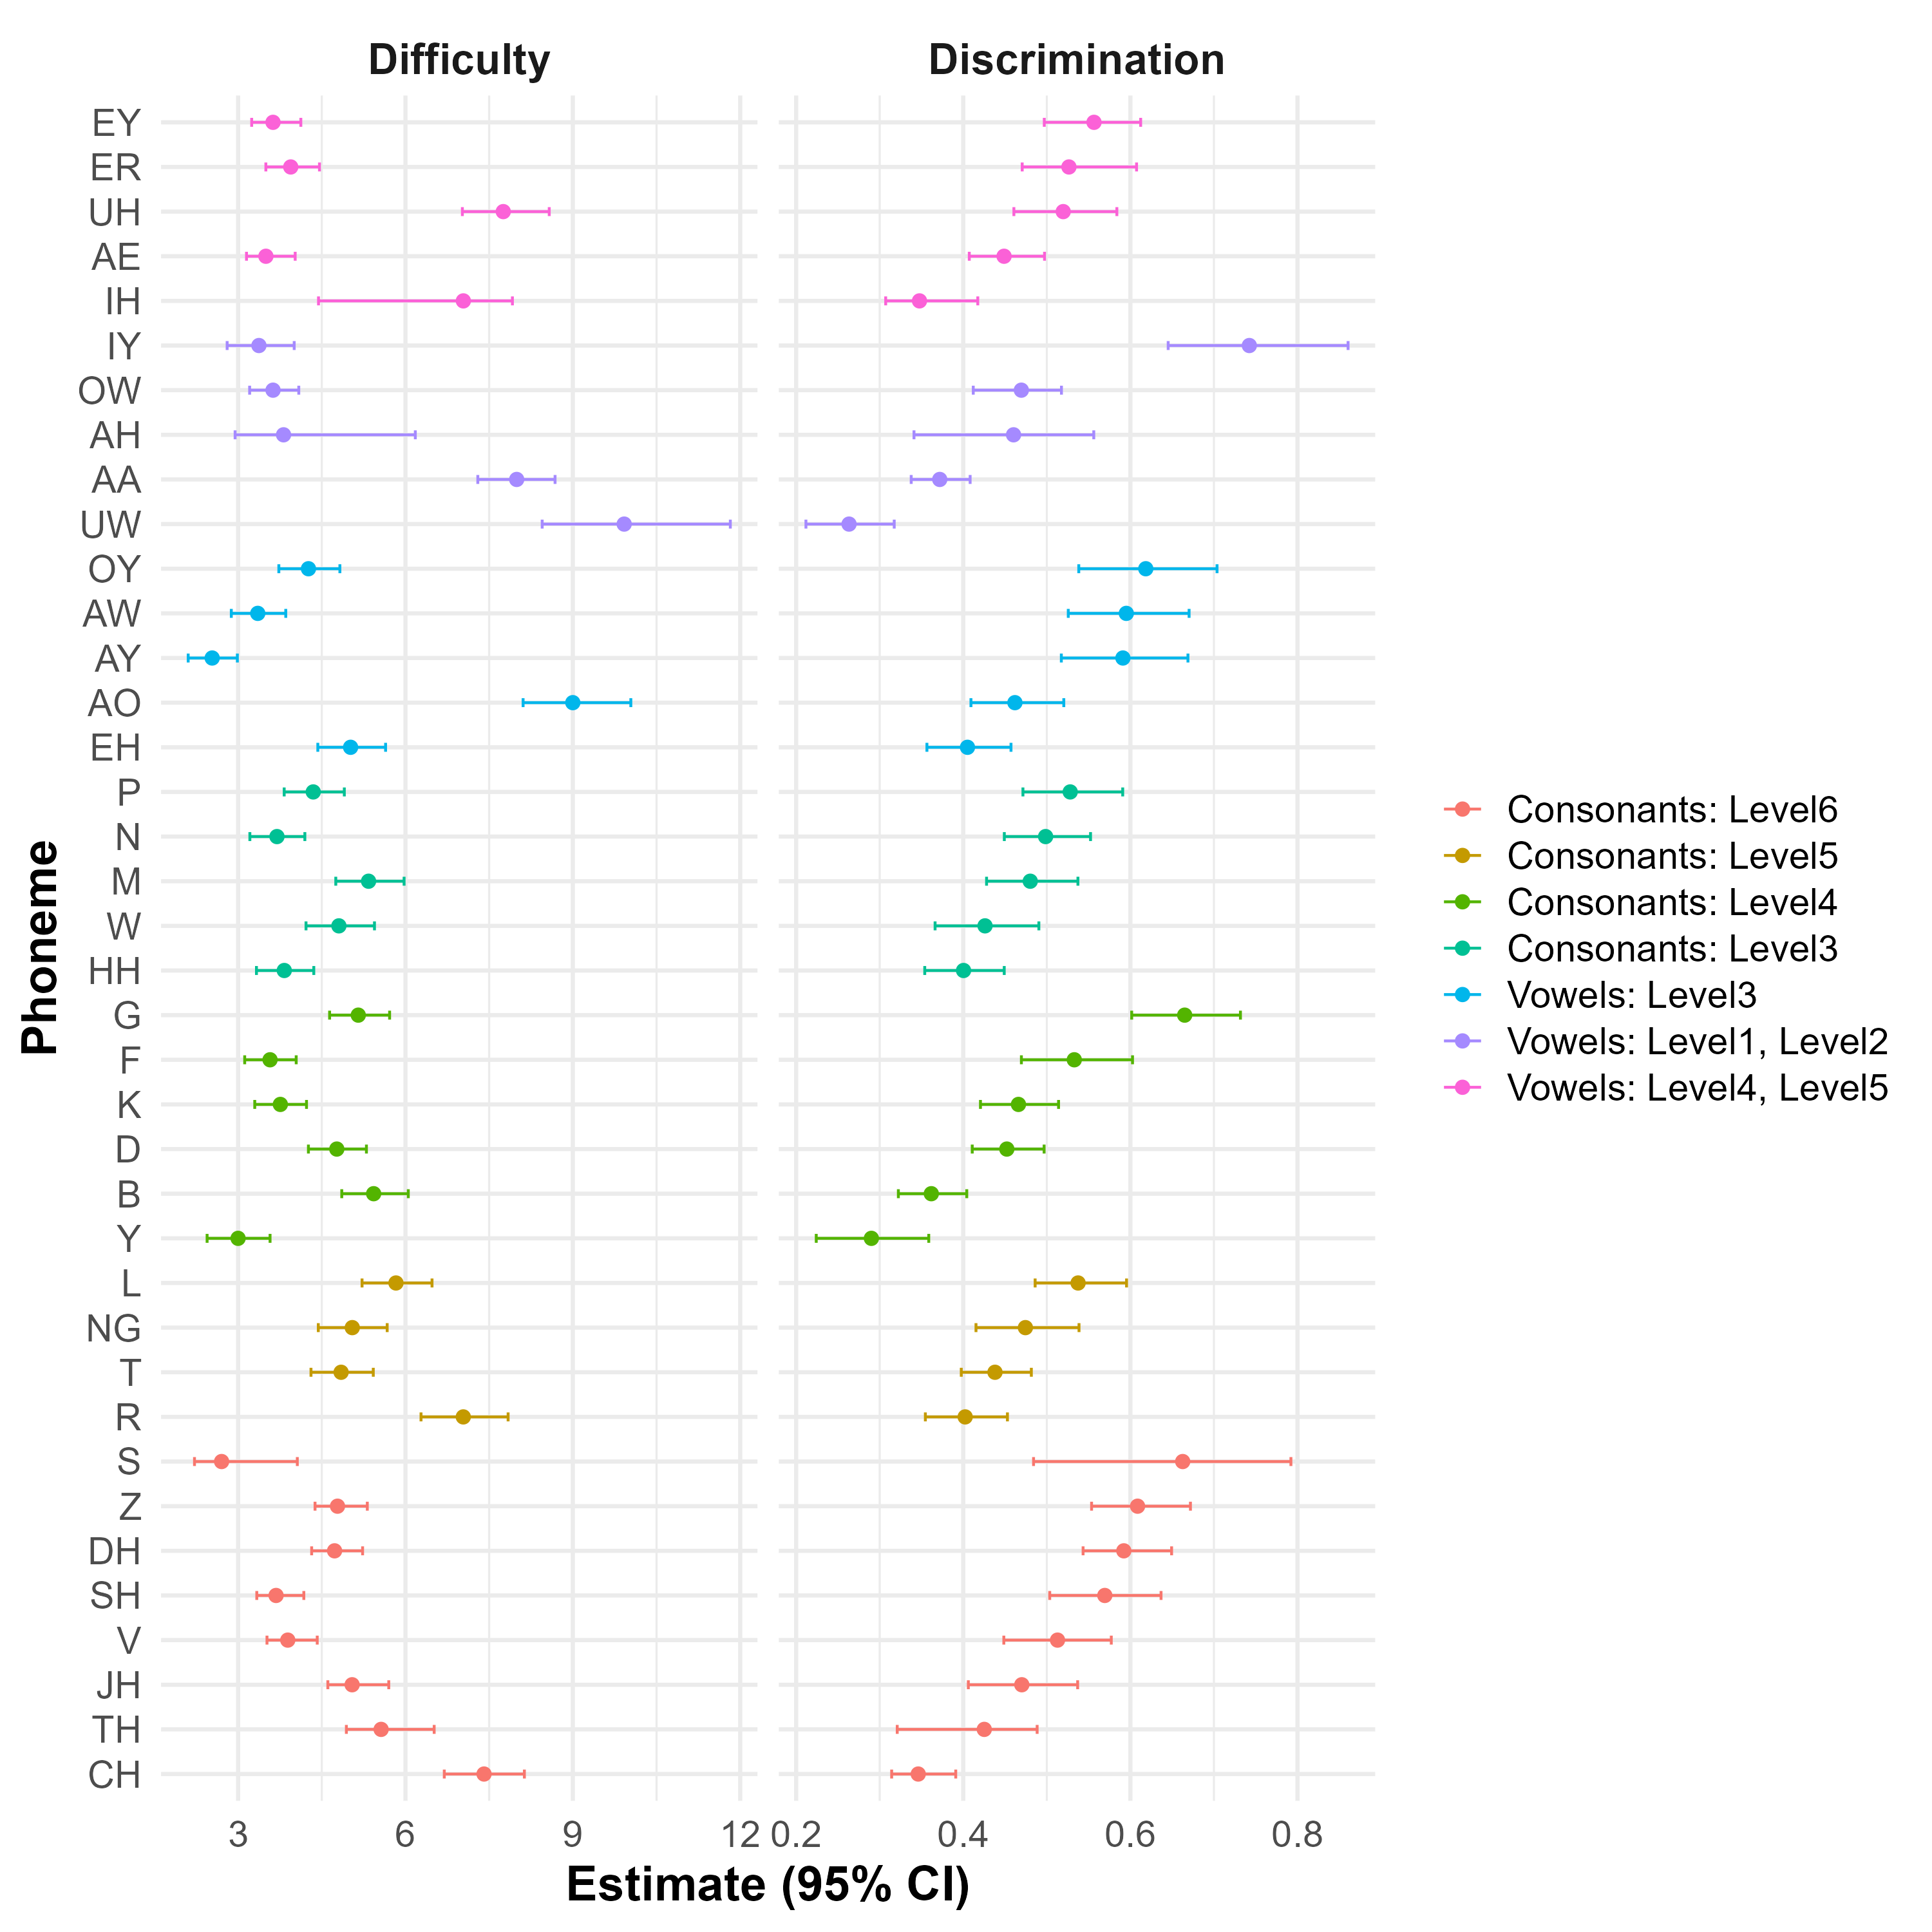 Difficulty Discrimination
EY
ER
UH
AE
IH
IY
OW
AH
AA
UW
OY
AW
AY
AO
EH
P
N
M
W
HH
G
F
K
D
B
Y
L
NG
T
R
S
Z
DH
SH
V
JH
TH
CH
Phoneme
3 6 9 12 0.2 0.4 0.6 0.8
Estimate (95% CI)
Consonants: Level6
Consonants: Level5
Consonants: Level4
Consonants: Level3
Vowels: Level3
Vowels: Level1, Level2
Vowels: Level4, Level5